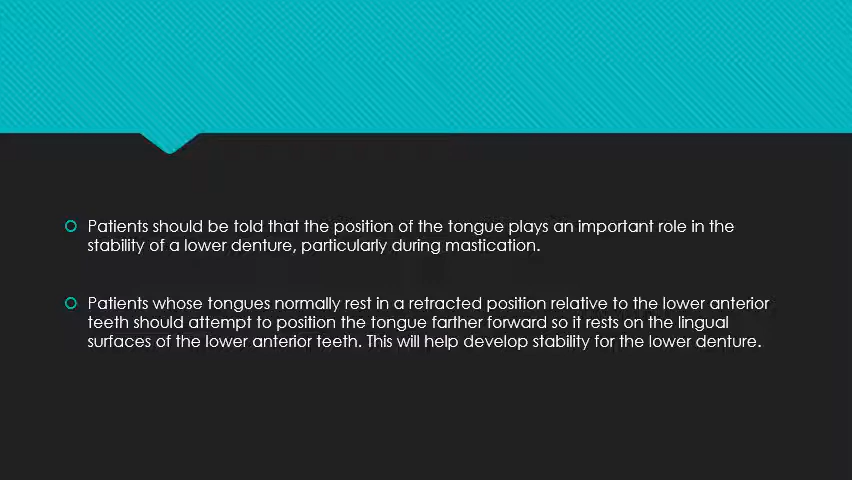 Patients should be told that the position of the tongue plays an important role in the
stability of a lower denture, particularly during mastication.
Patients whose tongues normally rest in a retracted position relative to the lower anterior
teeth should attempt to position the tongue farther forward so it rests on the lingual
surfaces of the lower anterior teeth. This will help develop stability for the lower denture.